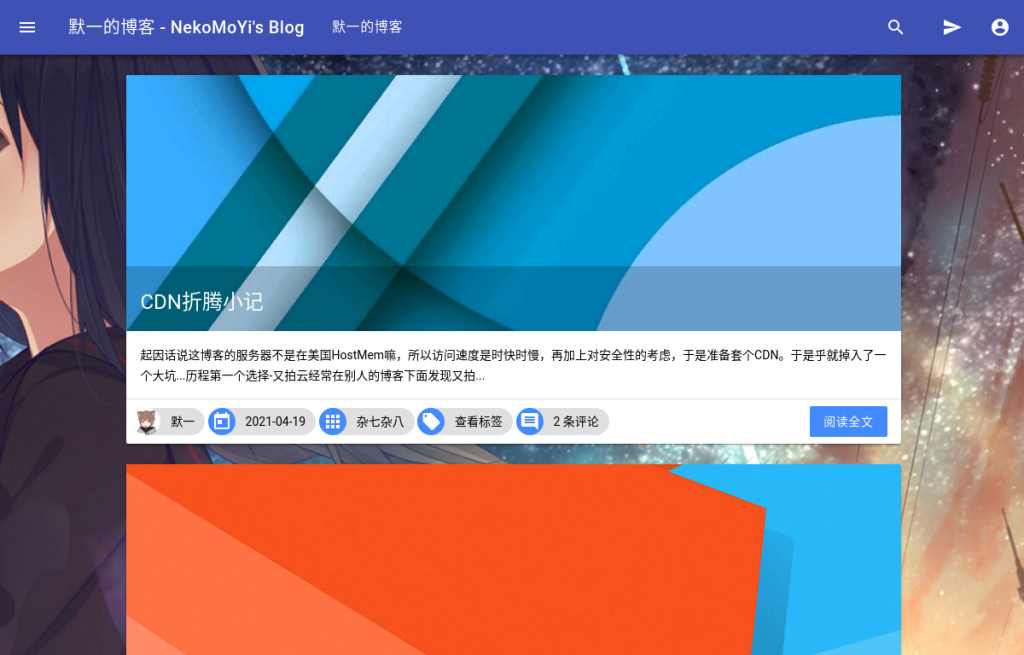 默一的博客 - NekoMoYi's Blog 默一的博客
CDN折腾小记
起因话说这博客的服务器不是在美国HostMem嘛，所以访问速度是时快时慢，再加上对安全性的考虑，于是准备套个CDN。于是乎就掉入了一
个大坑...历程第一个选择-又拍云经常在别人的博客下面发现又拍...
默一 2021-04-19 杂七杂八 查看标签 2 条评论 阅读全文